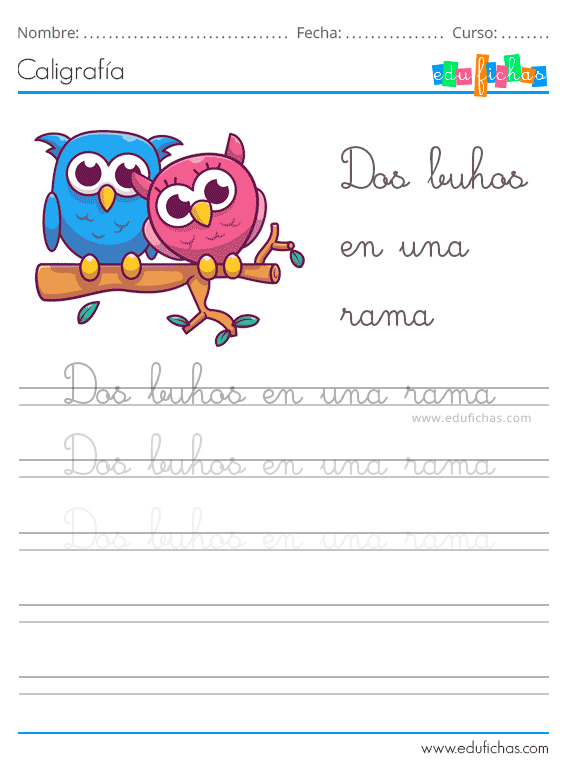 Nombre: ................................ Fecha: ............... Curso: ........
Caligrafía
edufichas
Dos buhos
en una
rama
Dos buhos en una rama
www.edufichas.com
Dos buhos en una rama
Dos buhos en una rama
www.edufichas.com